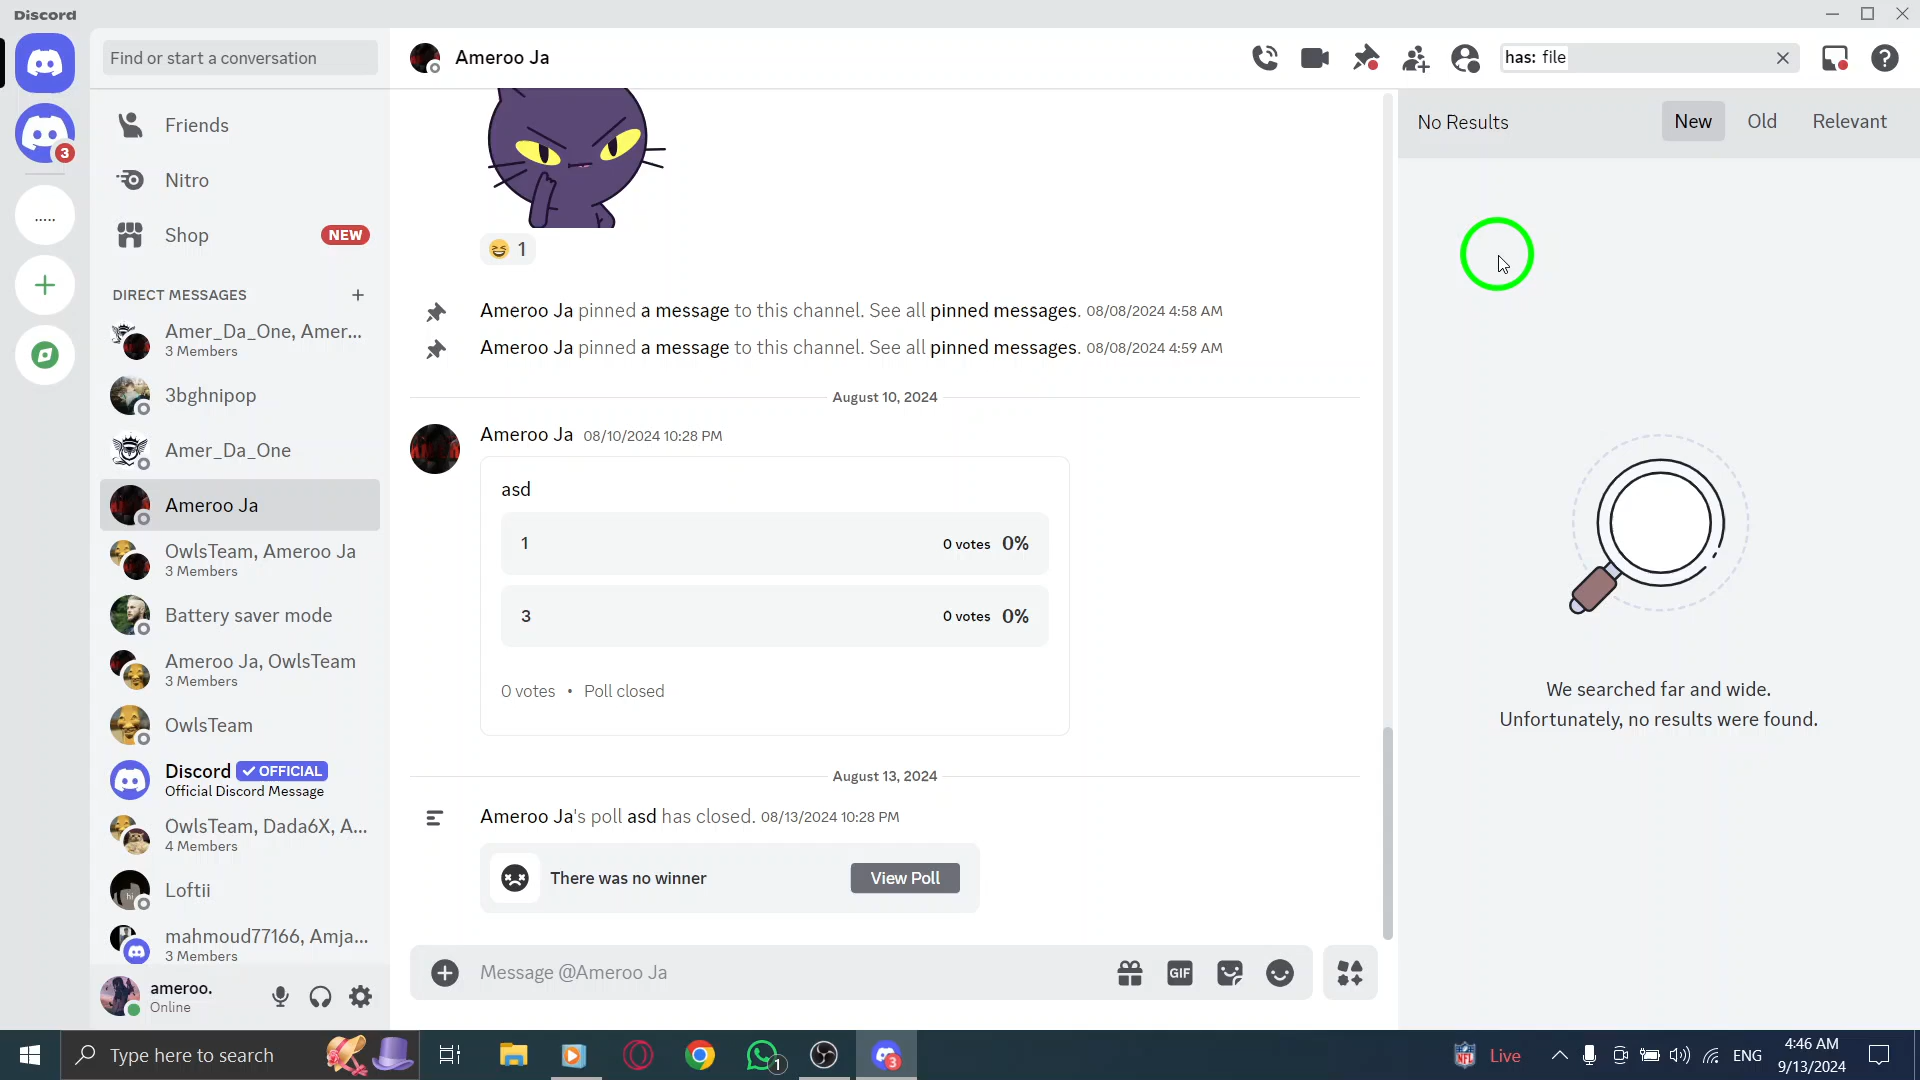 Discord
Find or start a conversation
Friends
Nitro
Shop
NEW
DIRECT MESSAGES
Amer_Da_One, Amer...
3 Members
3bghnipop
Amer_Da_One
Ameroo Ja
OwlsTeam, Ameroo Ja
3 Members
Battery saver mode
Ameroo Ja, OwlsTeam
3 Members
OwlsTeam
Discord OFFICIAL
Official Discord Message
OwlsTeam, Dada6X, A...
4 Members
Loftii
mahmoud77166, Amja...
3 Members
ameroo.
Online
3
.....
Ameroo Ja
has: file
1
Ameroo Ja pinned a message to this channel. See all pinned messages. 08/08/2024 4:58 AM
Ameroo Ja pinned a message to this channel. See all pinned messages. 08/08/2024 4:59 AM
August 10, 2024
Ameroo Ja 08/10/2024 10:28 PM
asd
1 0 votes 0%
3 0 votes 0%
0 votes • Poll closed
August 13, 2024
Ameroo Ja's poll asd has closed. 08/13/2024 10:28 PM
There was no winner
View Poll
Message @Ameroo Ja
GIF
No Results
New
Old
Relevant
We searched far and wide.
Unfortunately, no results were found.
Type here to search
1
3
Live
ENG
4:46 AM
9/13/2024